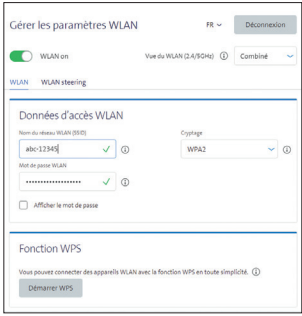 Gérer les paramètres WLAN
FR
Déconnexion
WLAN on
Vue du WLAN (2.4/5GHz)
Combiné
WLAN
WLAN steering
Données d'accès WLAN
Nom du réseau WLAN (SSID)
Cryptage
abc-12345
WPA2
Mot de passe WLAN
••••••••••••••••••
Afficher le mot de passe
Fonction WPS
Vous pouvez connecter des appareils WLAN avec la fonction WPS en toute simplicité.
Démarrer WPS